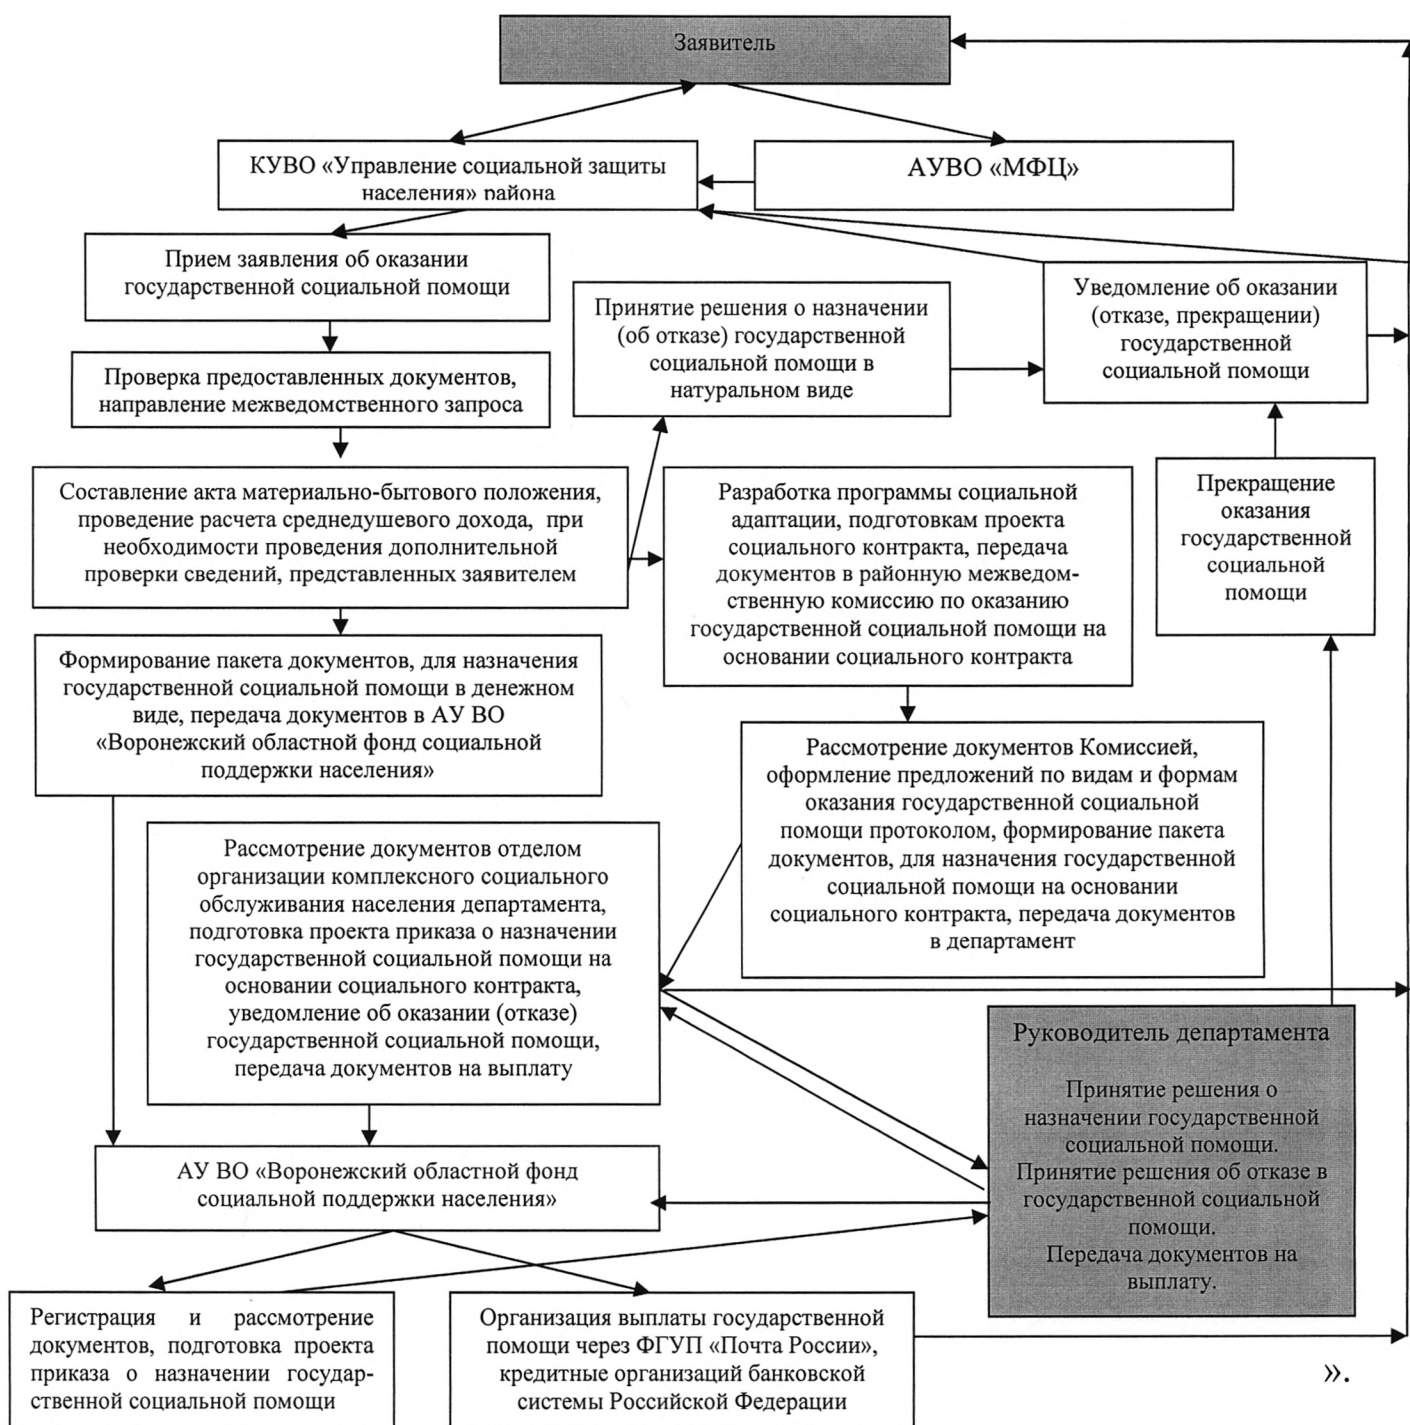 Заявитель
КУВО «Управление социальной защиты
населения» района
АУВО «МФЦ»
Прием заявления об оказании
государственной социальной помощи
Принятие решения о назначении
(об отказе) государственной
социальной помощи в
натуральном виде
Уведомление об оказании
(отказе, прекращении)
государственной
социальной помощи
Проверка предоставленных документов,
направление межведомственного запроса
Составление акта материально-бытового положения,
проведение расчета среднедушевого дохода, при
необходимости проведения дополнительной
проверки сведений, представленных заявителем
Разработка программы социальной
адаптации, подготовкам проекта
социального контракта, передача
документов в районную межведом-
ственную комиссию по оказанию
государственной социальной помощи на
основании социального контракта
Прекращение
оказания
государственной
социальной
помощи
Формирование пакета документов, для назначения
государственной социальной помощи в денежном
виде, передача документов в АУ ВО
«Воронежский областной фонд социальной
поддержки населения»
Рассмотрение документов Комиссией,
оформление предложений по видам и формам
оказания государственной социальной
помощи протоколом, формирование пакета
документов, для назначения государственной
социальной помощи на основании
социального контракта, передача документов
в департамент
Рассмотрение документов отделом
организации комплексного социального
обслуживания населения департамента,
подготовка проекта приказа о назначении
государственной социальной помощи на
основании социального контракта,
уведомление об оказании (отказе)
государственной социальной помощи,
передача документов на выплату
Руководитель департамента
Принятие решения о
назначении государственной
социальной помощи.
Принятие решения об отказе в
государственной социальной
помощи.
Передача документов на
выплату.
АУ ВО «Воронежский областной фонд
социальной поддержки населения»
Регистрация и рассмотрение
документов, подготовка проекта
приказа о назначении государ-
ственной социальной помощи
Организация выплаты государственной
помощи через ФГУП «Почта России»,
кредитные организаций банковской
системы Российской Федерации
».